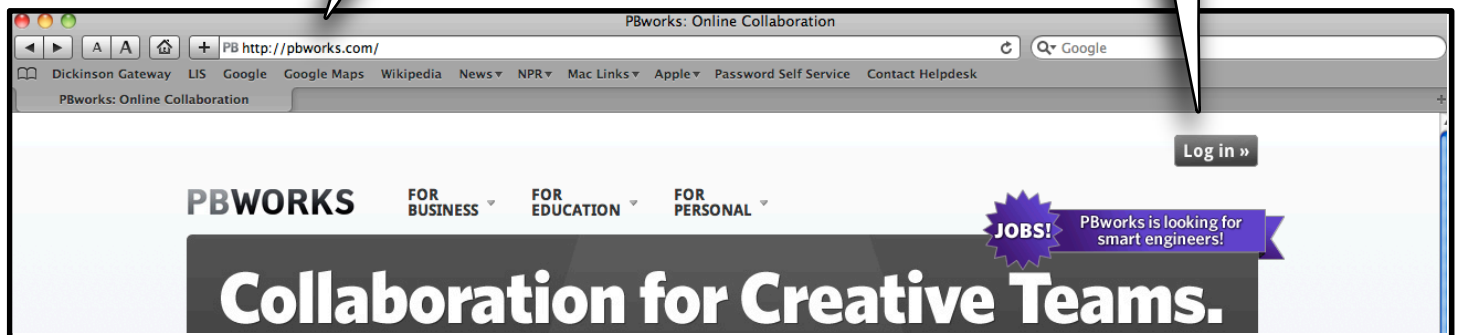 PBworks: Online Collaboration
A A + PB http://pbworks.com/ Q Google
Dickinson Gateway LIS Google Google Maps Wikipedia News NPR Mac Links Apple Password Self Service Contact Helpdesk
PBworks: Online Collaboration +
Log in »
PBWORKS
FOR BUSINESS
FOR EDUCATION
FOR PERSONAL
JOBS!
PBworks is looking for
smart engineers!
Collaboration for Creative Teams.